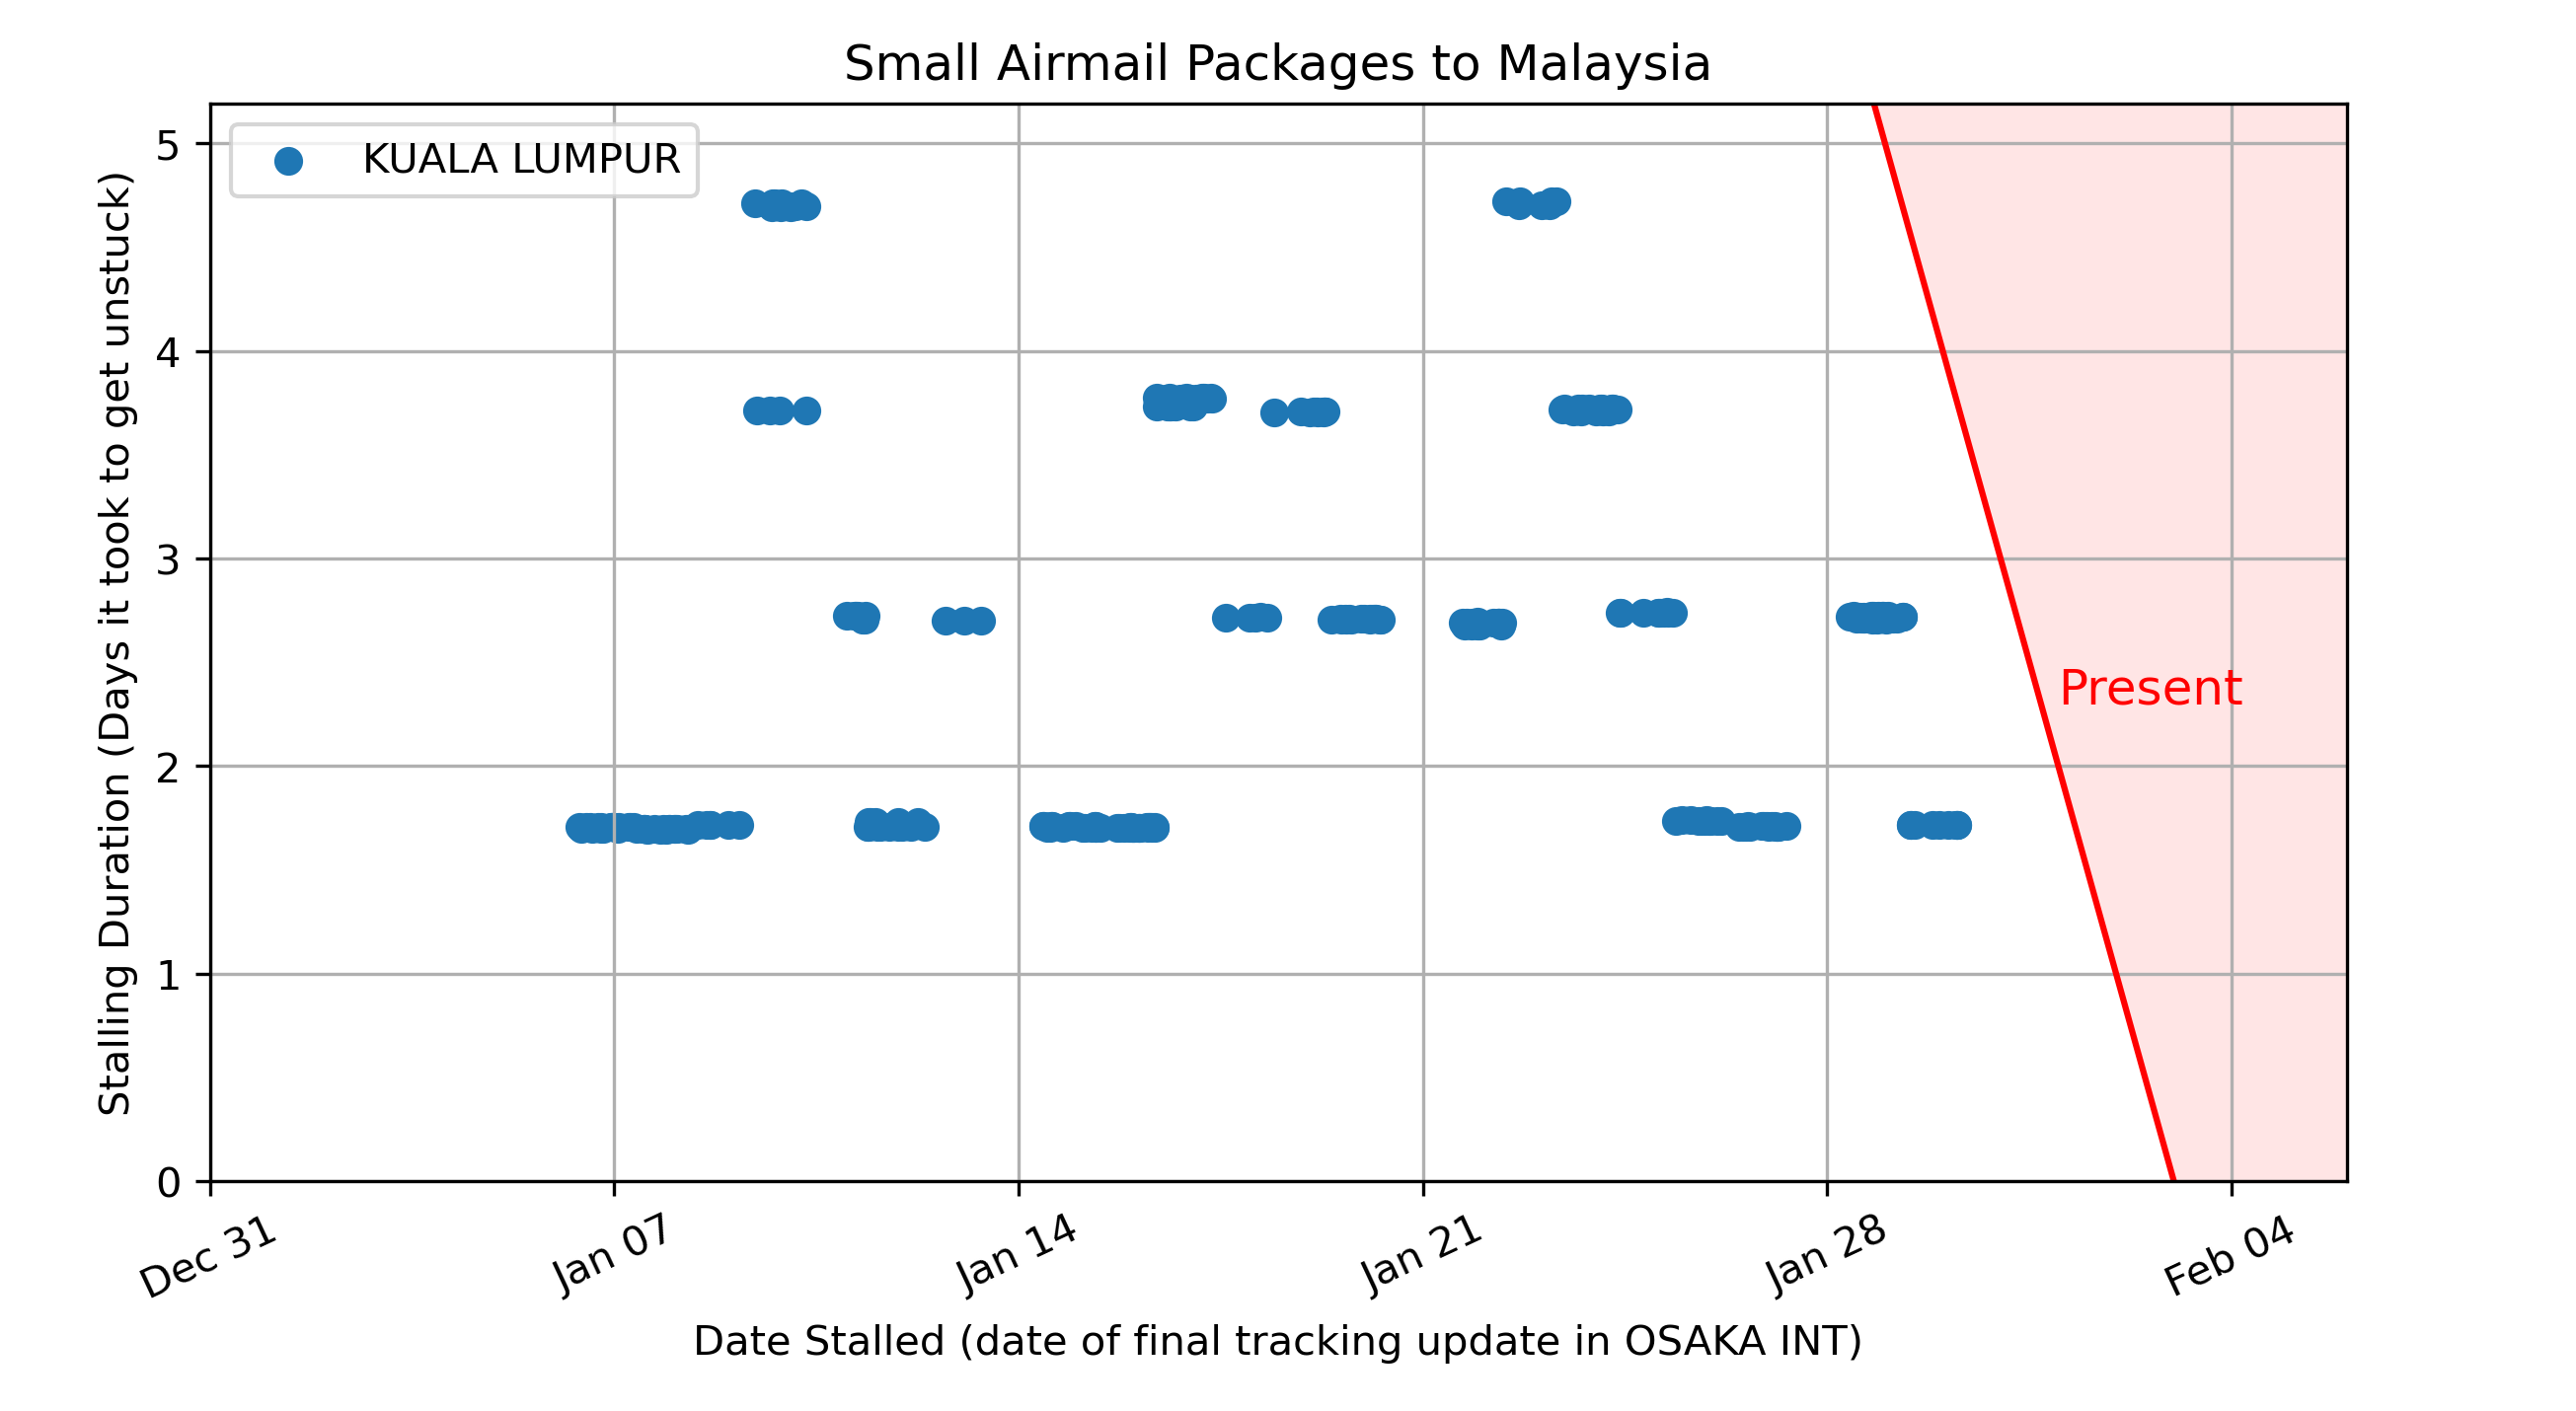 Small Airmail Packages to Malaysia
KUALA LUMPUR
Stalling Duration (Days it took to get unstuck)
5
4
3
2
1
0
Present
Dec 31
Jan 07
Jan 14
Jan 21
Jan 28
Feb 04
Date Stalled (date of final tracking update in OSAKA INT)